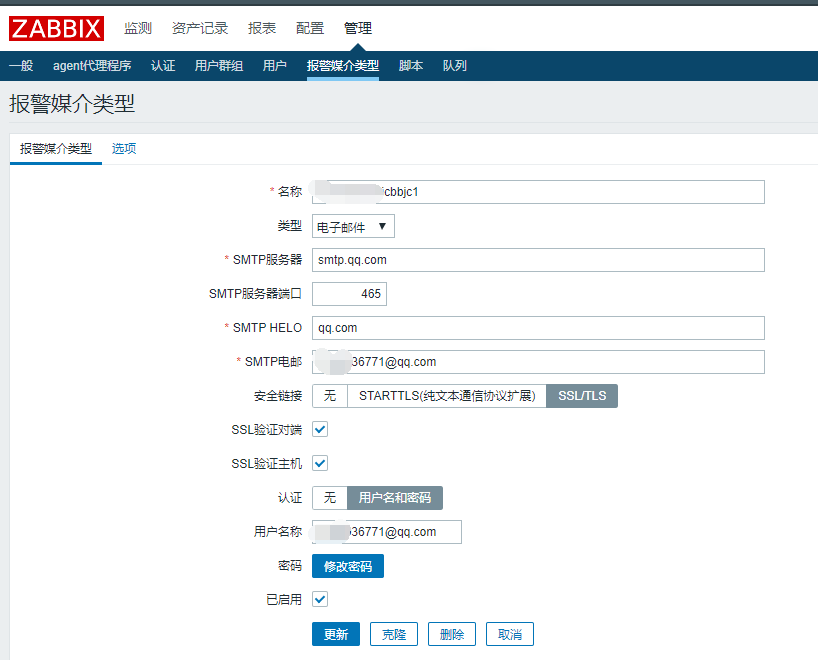 ZABBIX 监测 资产记录 报表 配置 管理
一般 agent代理程序 认证 用户群组 用户 报警媒介类型 脚本 队列
报警媒介类型
报警媒介类型 选项
* 名称 cbbjc1
类型 电子邮件 ▼
* SMTP服务器 smtp.qq.com
SMTP服务器端口 465
* SMTP HELO qq.com
* SMTP电邮 36771@qq.com
安全链接 无 STARTTLS(纯文本通信协议扩展) SSL/TLS
SSL验证对端
SSL验证主机
认证 无 用户名和密码
用户名称 36771@qq.com
密码 修改密码
已启用
更新 克隆 删除 取消